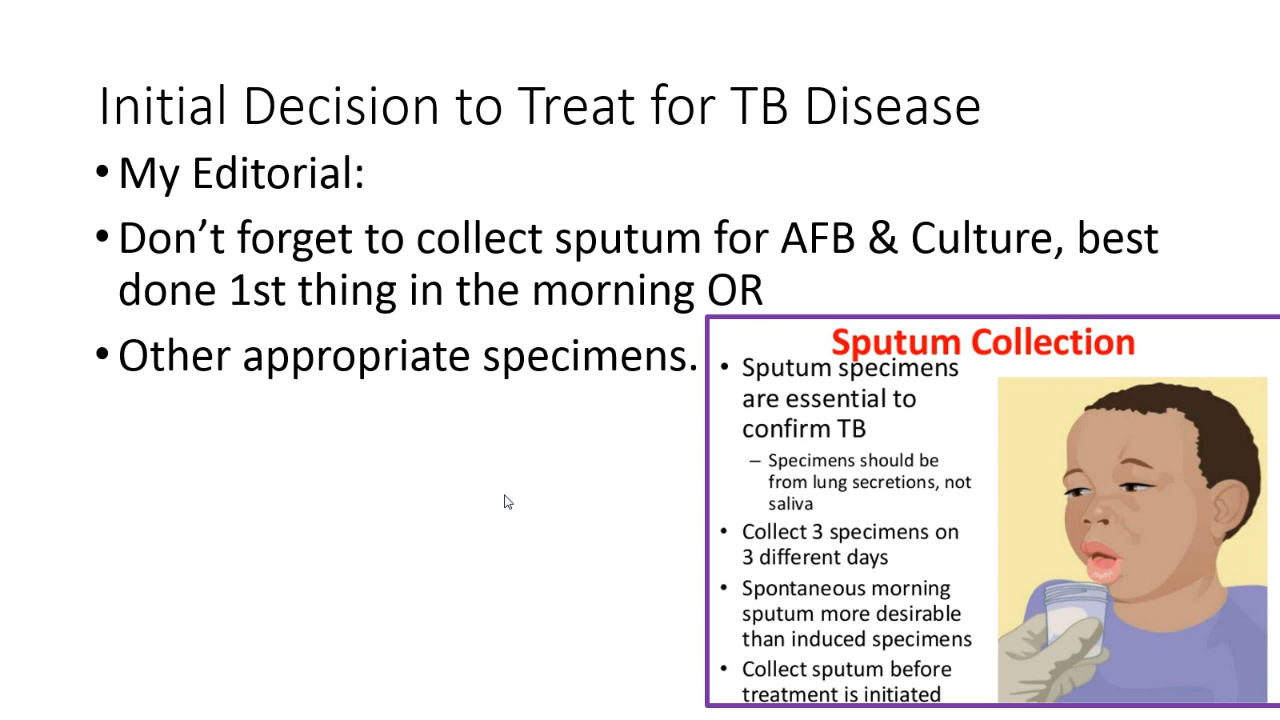 Initial Decision to Treat for TB Disease
• My Editorial:
• Don’t forget to collect sputum for AFB & Culture, best
done 1st thing in the morning OR
• Other appropriate specimens.
Sputum Collection
• Sputum specimens
are essential to
confirm TB
– Specimens should be
from lung secretions, not
saliva
• Collect 3 specimens on
3 different days
• Spontaneous morning
sputum more desirable
than induced specimens
• Collect sputum before
treatment is initiated